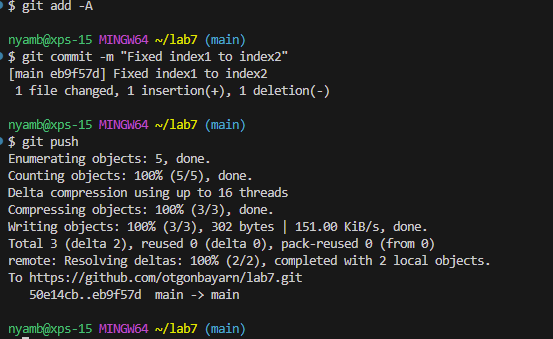 $ git add -A
nyamb@xps-15 MINGW64 ~/lab7 (main)
$ git commit -m "Fixed index1 to index2"
[main eb9f57d] Fixed index1 to index2
 1 file changed, 1 insertion(+), 1 deletion(-)
nyamb@xps-15 MINGW64 ~/lab7 (main)
$ git push
Enumerating objects: 5, done.
Counting objects: 100% (5/5), done.
Delta compression using up to 16 threads
Compressing objects: 100% (3/3), done.
Writing objects: 100% (3/3), 302 bytes | 151.00 KiB/s, done.
Total 3 (delta 2), reused 0 (delta 0), pack-reused 0 (from 0)
remote: Resolving deltas: 100% (2/2), completed with 2 local objects.
To https://github.com/otgonbayarn/lab7.git
   50e14cb..eb9f57d  main -> main
nyamb@xps-15 MINGW64 ~/lab7 (main)